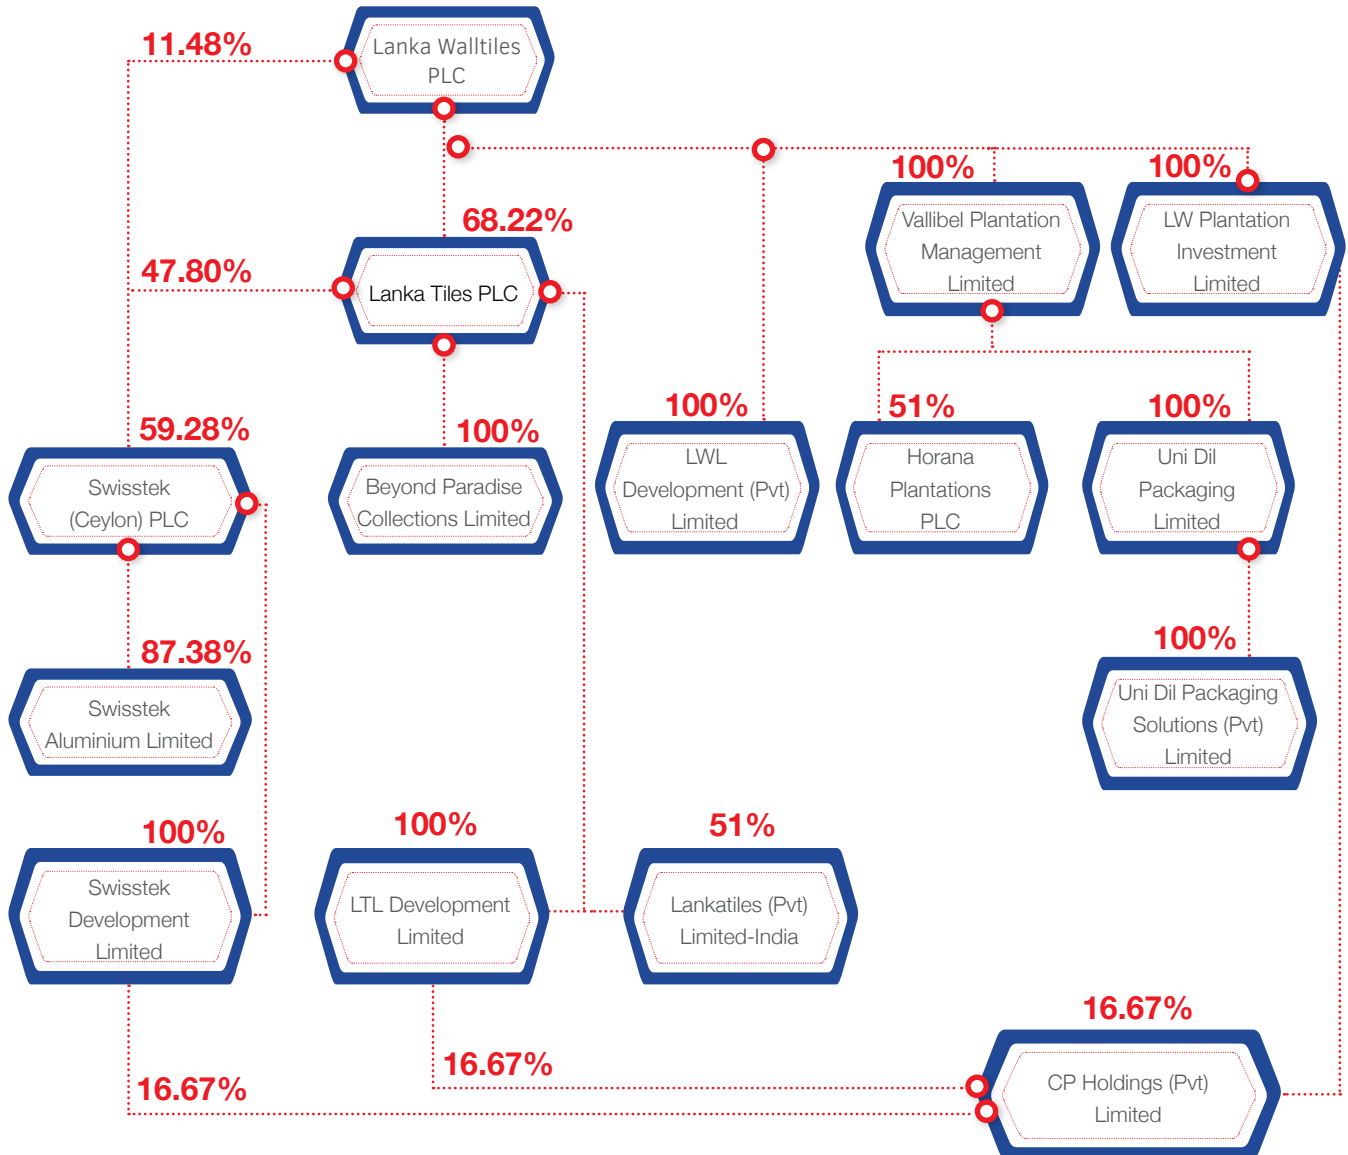 11.48%
Lanka Walltiles
PLC
100%
100%
Vallibel Plantation
Management
Limited
LW Plantation
Investment
Limited
68.22%
47.80%
Lanka Tiles PLC
59.28%
100%
100%
51%
100%
Swisstek
(Ceylon) PLC
Beyond Paradise
Collections Limited
LWL
Development (Pvt)
Limited
Horana
Plantations
PLC
Uni Dil
Packaging
Limited
87.38%
Swisstek
Aluminium Limited
100%
Uni Dil Packaging
Solutions (Pvt)
Limited
100%
100%
51%
Swisstek
Development
Limited
LTL Development
Limited
Lankatiles (Pvt)
Limited-India
16.67%
16.67%
16.67%
CP Holdings (Pvt)
Limited